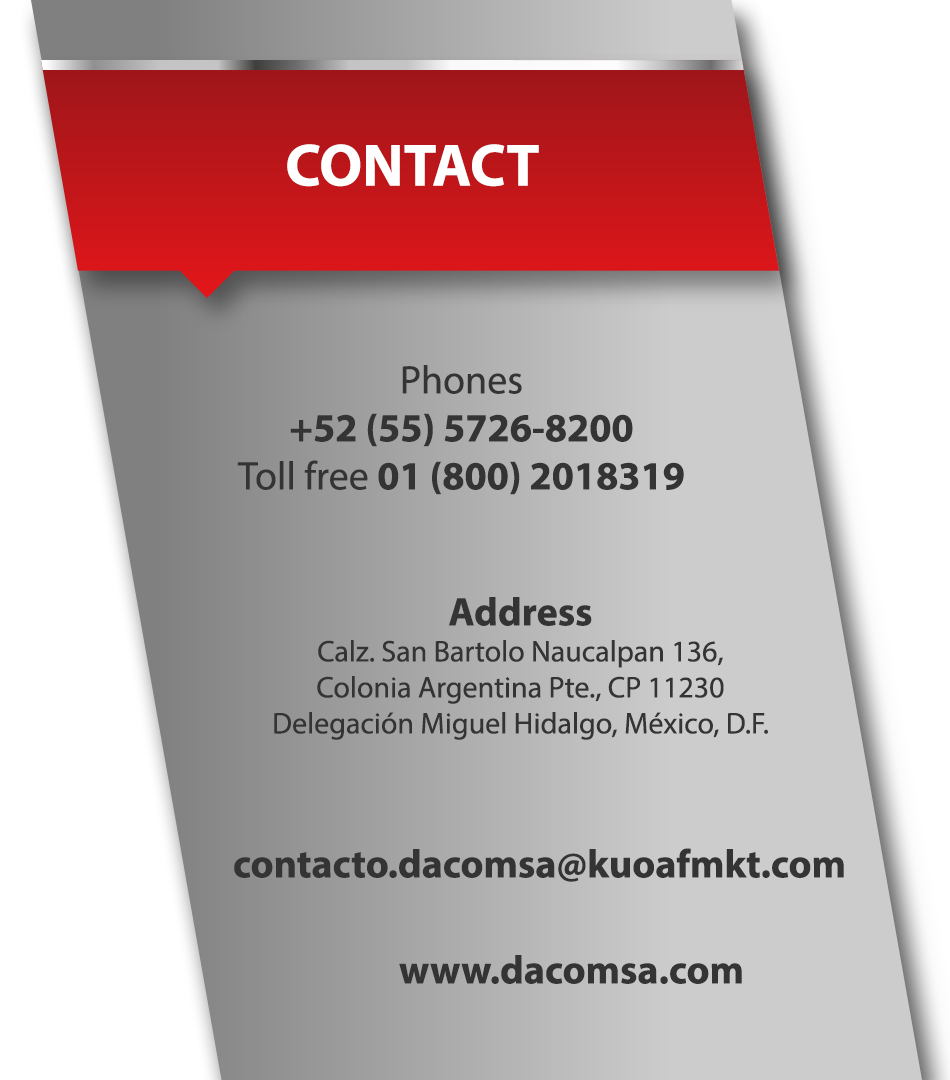 CONTACT
Phones
+52 (55) 5726-8200
Toll free 01 (800) 2018319
Address
Calz. San Bartolo Naucalpan 136,
Colonia Argentina Pte., CP 11230
Delegación Miguel Hidalgo, México, D.F.
contacto.dacomsa@kuoafmkt.com
www.dacomsa.com